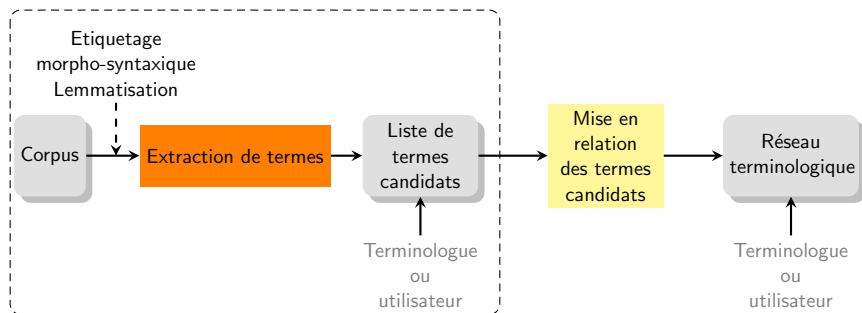 Etiquetage
morpho-syntaxique
Lemmatisation
Corpus
Extraction de termes
Liste de
termes
candidats
Mise en
relation
des termes
candidats
Réseau
terminologique
Terminologue
ou
utilisateur
Terminologue
ou
utilisateur